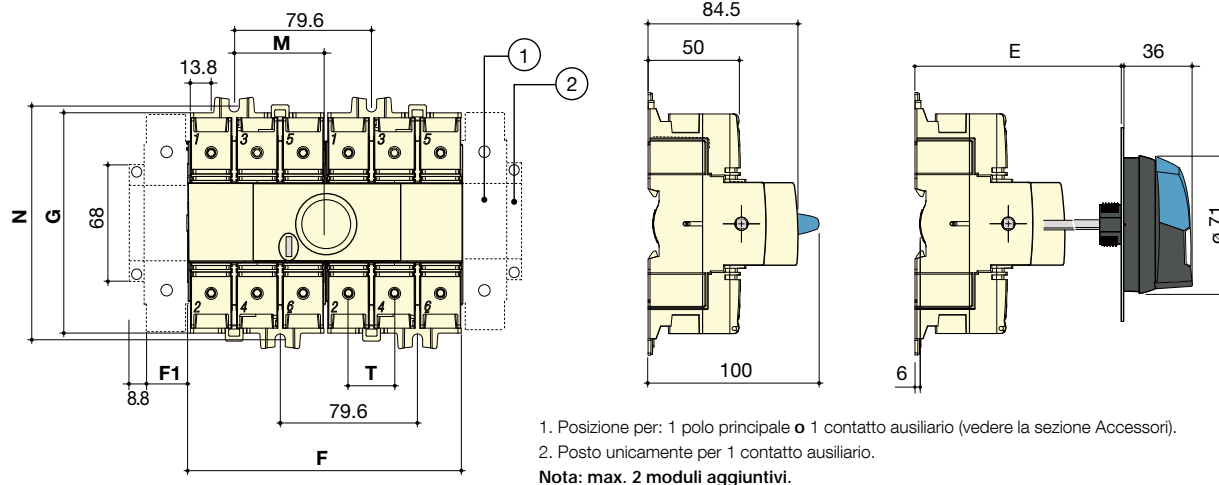 79.6
84.5
M
50
E
36
13.8
1
2
1 3 5 1 3 5
N
G
68
ø 71
2 4 6 2 4 6
F1
T
8.8
79.6
100
6
F
1. Posizione per: 1 polo principale o 1 contatto ausiliario (vedere la sezione Accessori).
2. Posto unicamente per 1 contatto ausiliario.
Nota: max. 2 moduli aggiuntivi.